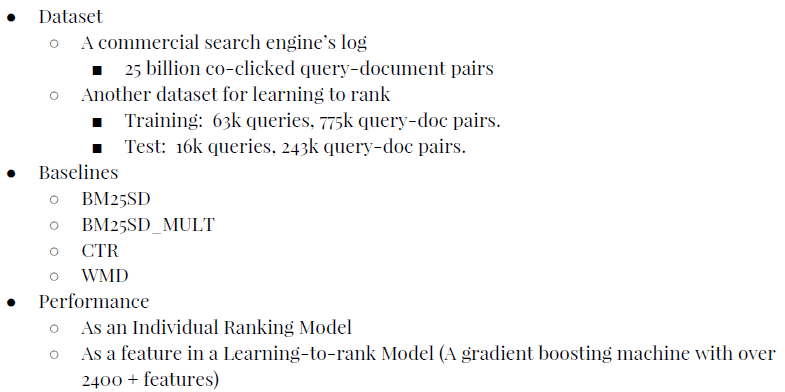 ● Dataset
○ A commercial search engine's log
■ 25 billion co-clicked query-document pairs
○ Another dataset for learning to rank
■ Training: 63k queries, 775k query-doc pairs.
■ Test: 16k queries, 243k query-doc pairs.
● Baselines
○ BM25SD
○ BM25SD_MULT
○ CTR
○ WMD
● Performance
○ As an Individual Ranking Model
○ As a feature in a Learning-to-rank Model (A gradient boosting machine with over
2400 + features)